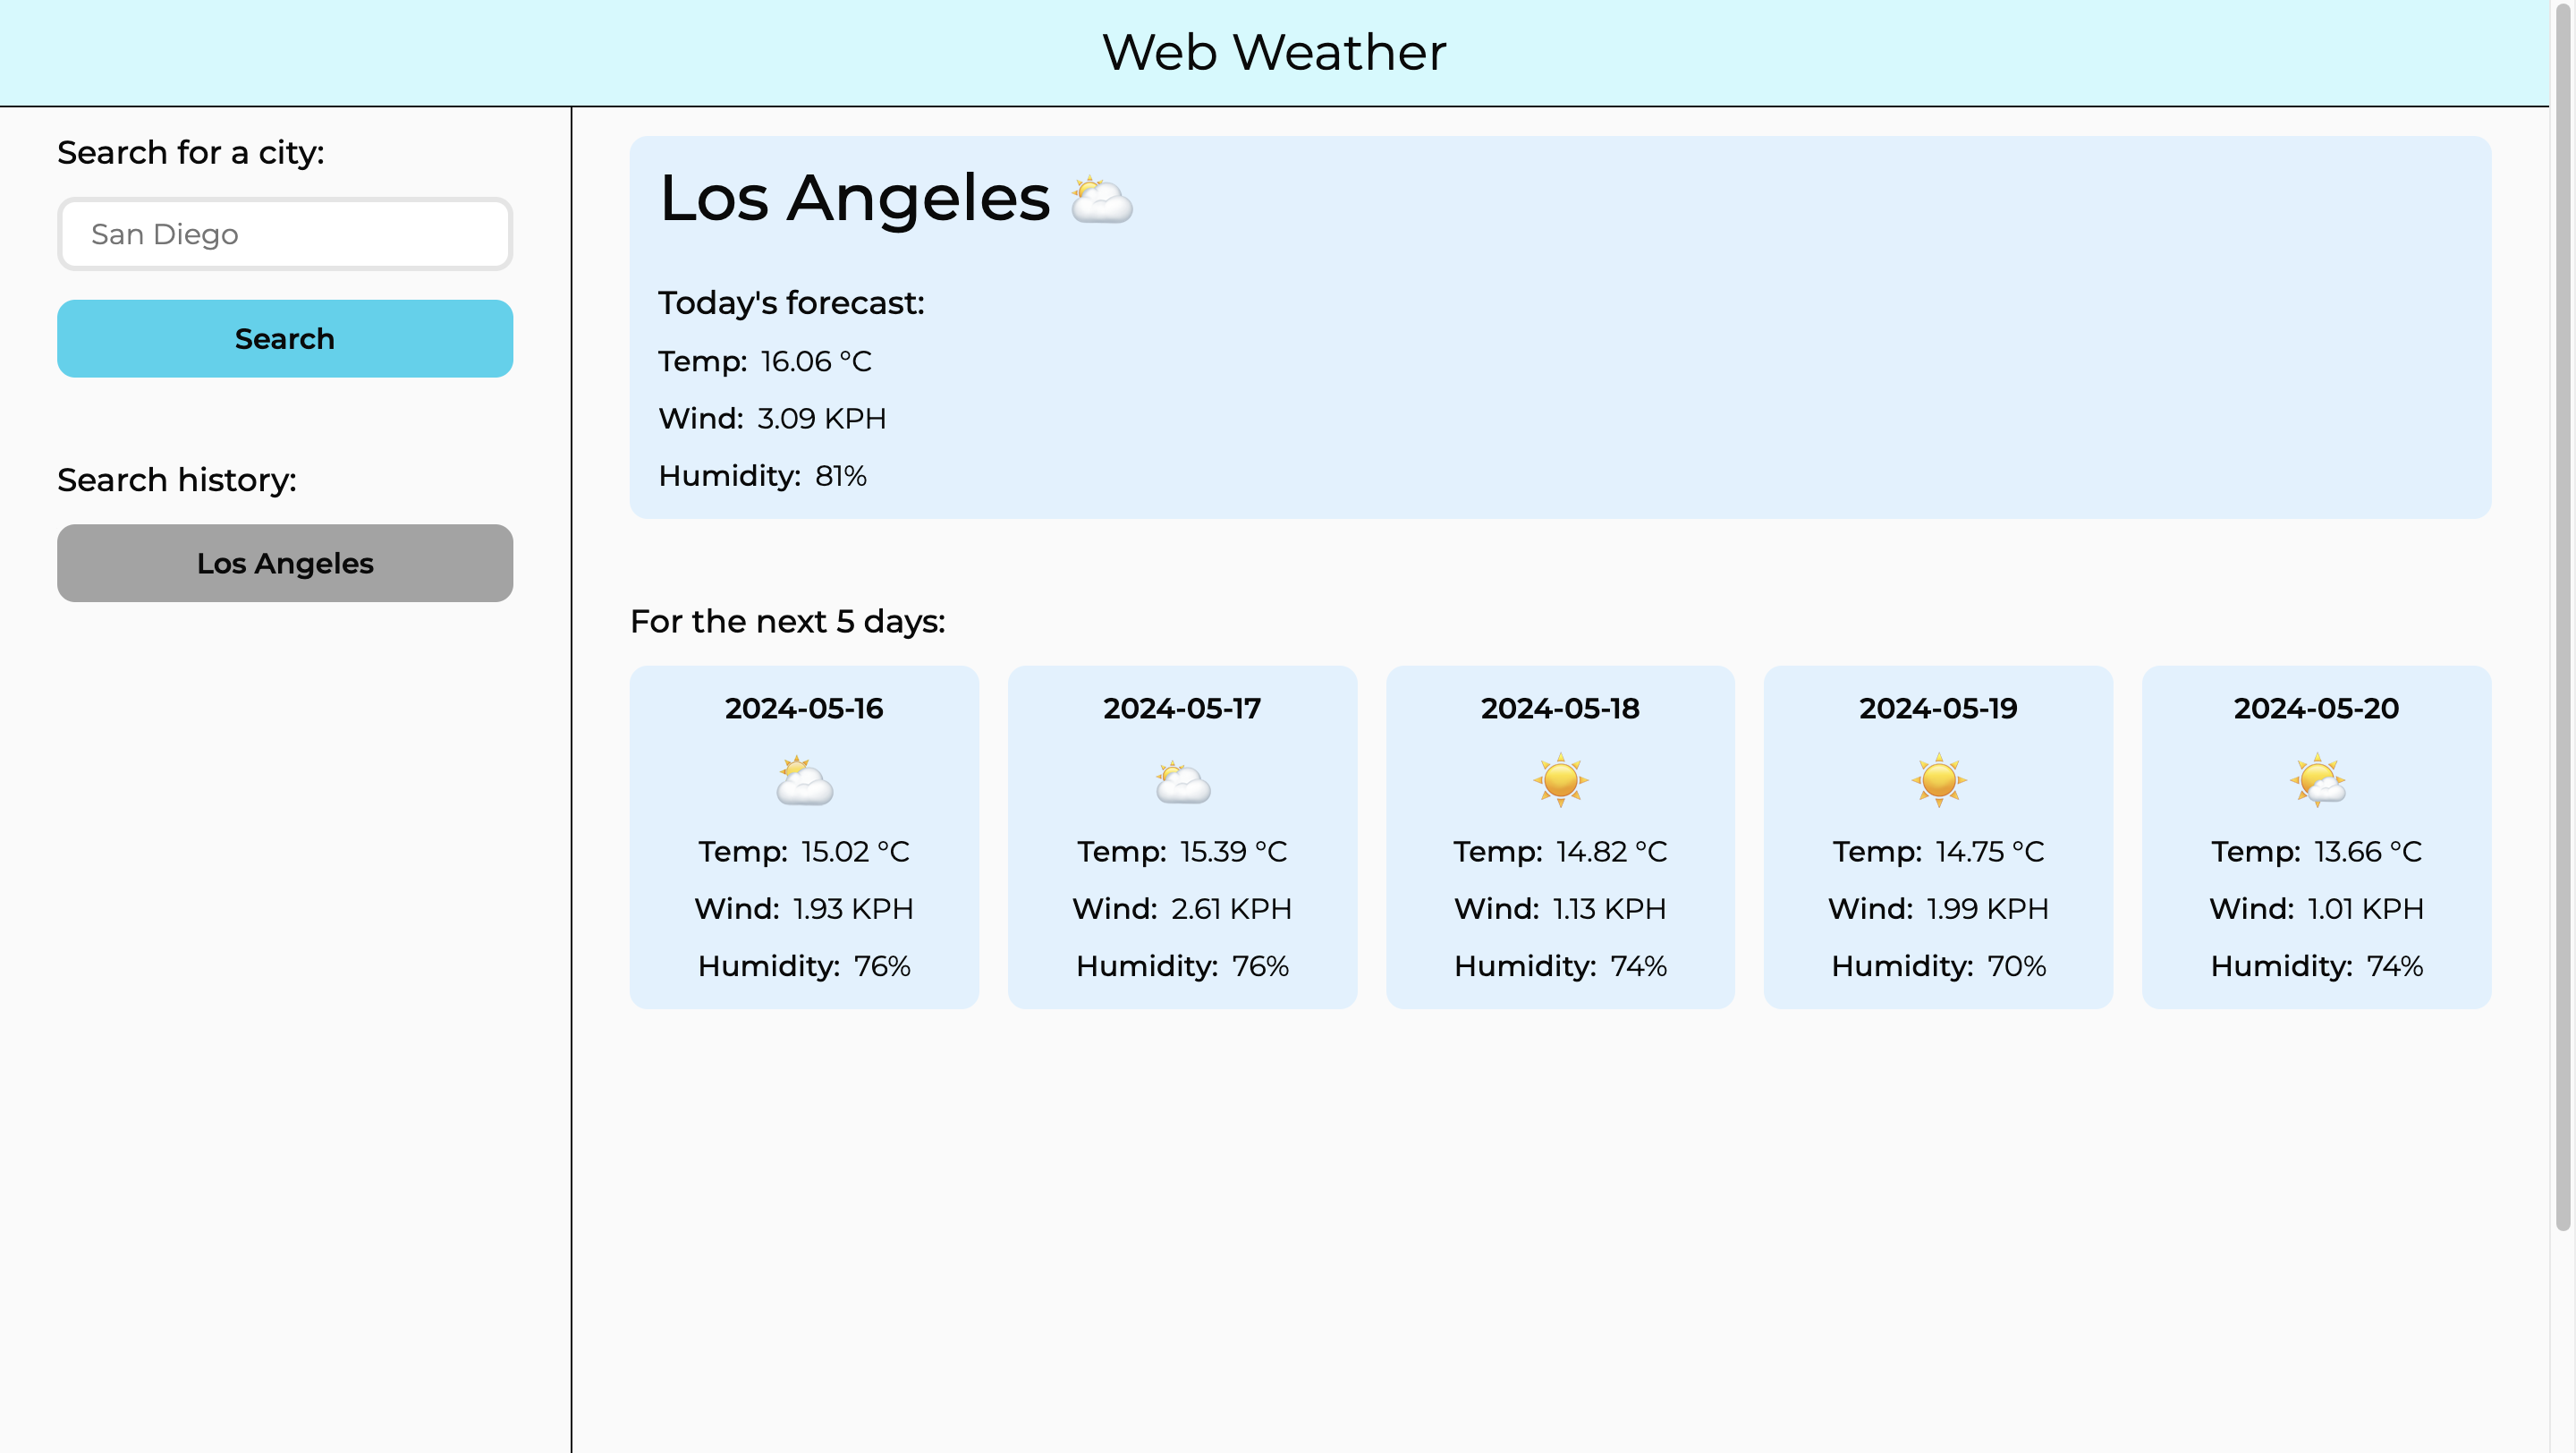 Web Weather
Search for a city:
San Diego
Search
Search history:
Los Angeles
Los Angeles
Today's forecast:
Temp: 16.06 °C
Wind: 3.09 KPH
Humidity: 81%
For the next 5 days:
2024-05-16
Temp: 15.02 °C
Wind: 1.93 KPH
Humidity: 76%
2024-05-17
Temp: 15.39 °C
Wind: 2.61 KPH
Humidity: 76%
2024-05-18
Temp: 14.82 °C
Wind: 1.13 KPH
Humidity: 74%
2024-05-19
Temp: 14.75 °C
Wind: 1.99 KPH
Humidity: 70%
2024-05-20
Temp: 13.66 °C
Wind: 1.01 KPH
Humidity: 74%